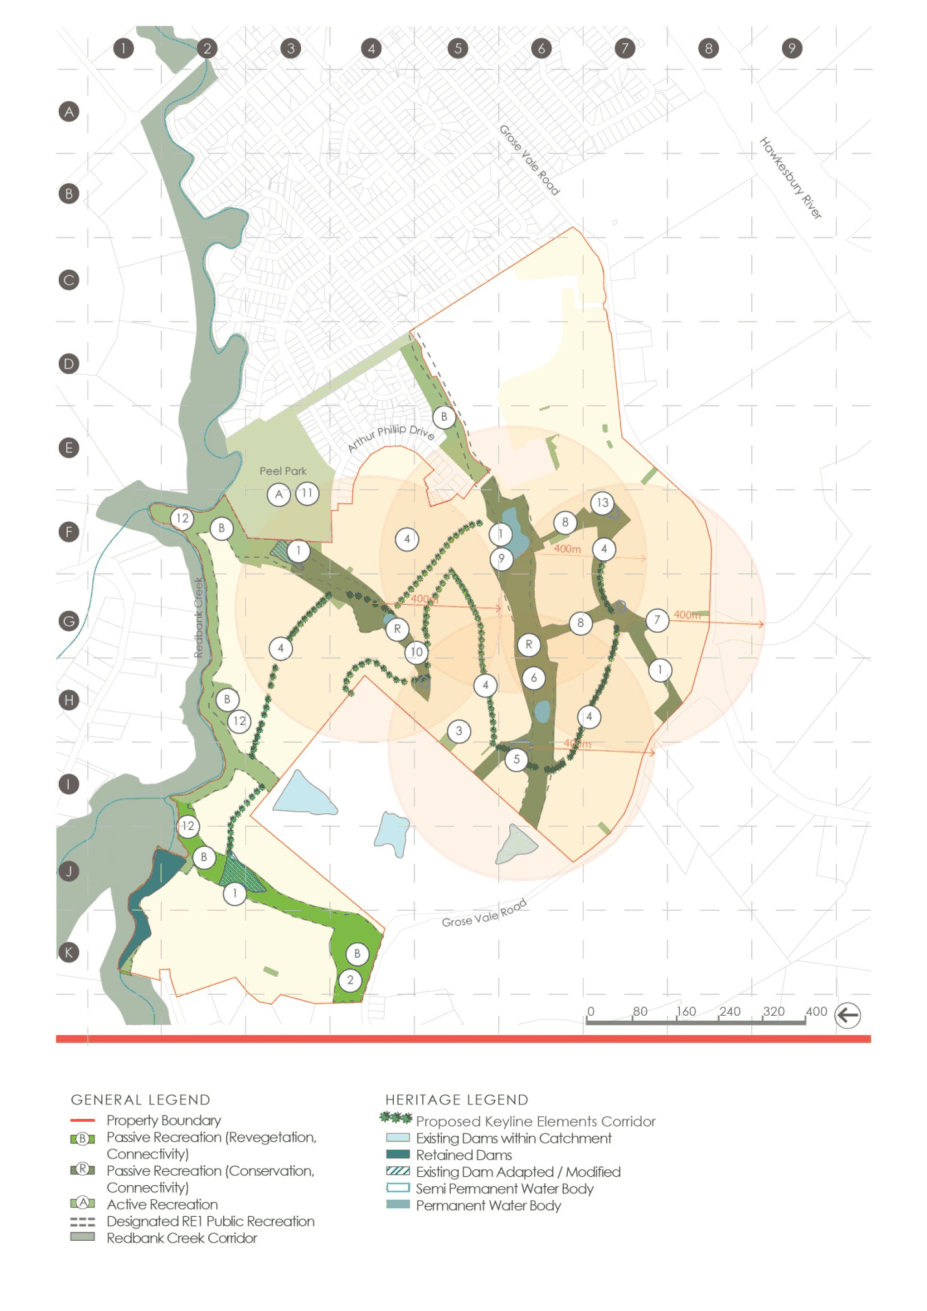 1 2 3 4 5 6 7 8 9
A
Grose Vale Road
Hawkesbury River
B
C
D
B
Arthur Phillip Drive
E
Peel Park
A 11
13
12 B
F
4 1 8
1 9 4
400m
Redbank Creek
400m
400m
G
R 8 7
4 10 R 1
H
B 4 6
12 3 4
400m
5
I
12
J
B
1
Grose Vale Road
K
B
2
0 80 160 240 320 400
GENERAL LEGEND
Property Boundary
B Passive Recreation (Revegetation,
Connectivity)
R Passive Recreation (Conservation,
Connectivity)
A Active Recreation
Designated RE1 Public Recreation
Redbank Creek Corridor
HERITAGE LEGEND
Proposed Keyline Elements Corridor
Existing Dams within Catchment
Retained Dams
Existing Dam Adapted / Modified
Semi Permanent Water Body
Permanent Water Body